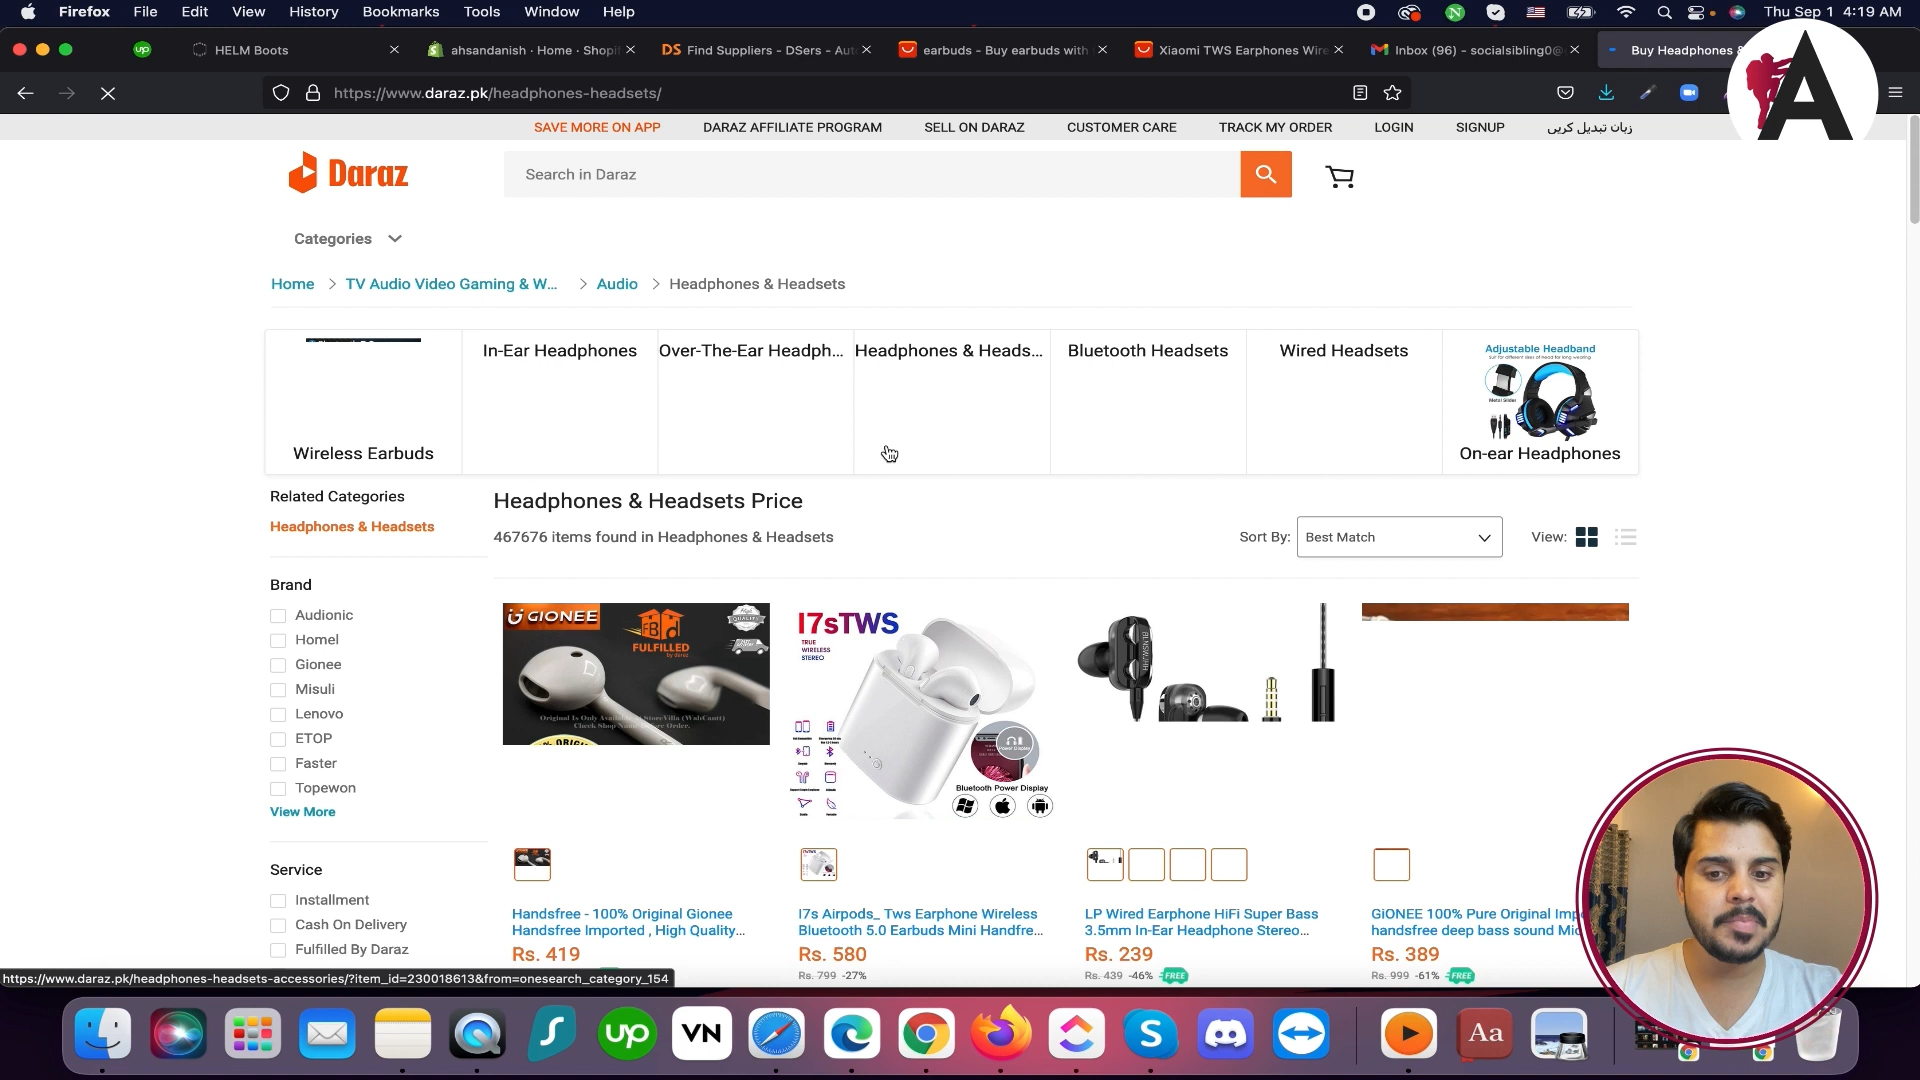 Firefox File Edit View History Bookmarks Tools Window Help
Thu Sep 1 4:19 AM
HELM Boots
ahsandanish · Home · Shopi
DS Find Suppliers - DSers - Aut
earbuds - Buy earbuds with
Xiaomi TWS Earphones Wire
Inbox (96) - socialsibling0@
Buy Headphones &
https://www.daraz.pk/headphones-headsets/
A
SAVE MORE ON APP
DARAZ AFFILIATE PROGRAM
SELL ON DARAZ
CUSTOMER CARE
TRACK MY ORDER
LOGIN
SIGNUP
زبان تبدیل کریں
Daraz
Search in Daraz
Categories
Home > TV Audio Video Gaming & W... > Audio > Headphones & Headsets
Wireless Earbuds
In-Ear Headphones
Over-The-Ear Headph...
Headphones & Heads...
Bluetooth Headsets
Wired Headsets
Adjustable Headband
On-ear Headphones
Related Categories
Headphones & Headsets
Headphones & Headsets Price
467676 items found in Headphones & Headsets
Sort By: Best Match
View:
Brand
Audionic
Homel
Gionee
Misuli
Lenovo
ETOP
Faster
Topewon
View More
Service
Installment
Cash On Delivery
Fulfilled By Daraz
GIONEE
FULFILLED
by daraz
I7sTWS
TRUE
WIRELESS
STEREO
Bluetooth Power Display
Handsfree - 100% Original Gionee
Handsfree Imported , High Quality...
Rs. 419
I7s Airpods_ Tws Earphone Wireless
Bluetooth 5.0 Earbuds Mini Handfre...
Rs. 580
Rs. 799 -27%
LP Wired Earphone HiFi Super Bass
3.5mm In-Ear Headphone Stereo...
Rs. 239
Rs. 439 -46% FREE
GiONEE 100% Pure Original Imp
handsfree deep bass sound Mic
Rs. 389
Rs. 999 -61% FREE
https://www.daraz.pk/headphones-headsets-accessories/?item_id=230018613&from=onesearch_category_154
up
VN
Aa